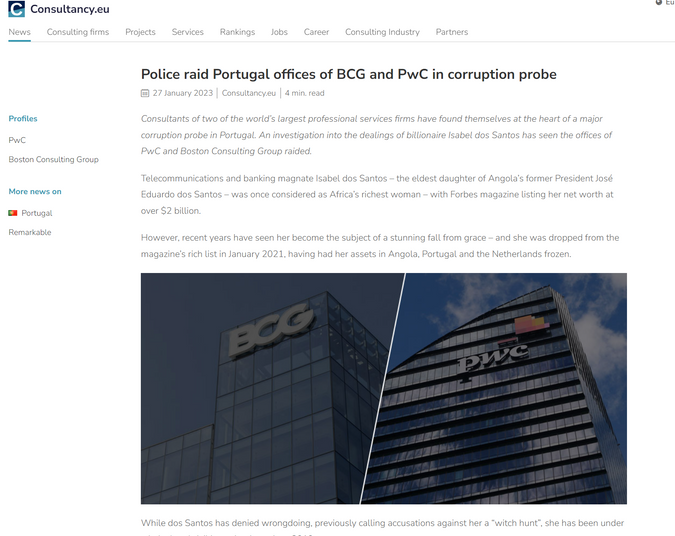 Consultancy.eu
Eu
News Consulting firms Projects Services Rankings Jobs Career Consulting Industry Partners
Police raid Portugal offices of BCG and PwC in corruption probe
27 January 2023 Consultancy.eu 4 min. read
Profiles
PwC
Boston Consulting Group
More news on
Portugal
Remarkable
Consultants of two of the world's largest professional services firms have found themselves at the heart of a major
corruption probe in Portugal. An investigation into the dealings of billionaire Isabel dos Santos has seen the offices of
PwC and Boston Consulting Group raided.
Telecommunications and banking magnate Isabel dos Santos – the eldest daughter of Angola's former President José
Eduardo dos Santos – was once considered as Africa's richest woman – with Forbes magazine listing her net worth at
over $2 billion.
However, recent years have seen her become the subject of a stunning fall from grace – and she was dropped from the
magazine's rich list in January 2021, having had her assets in Angola, Portugal and the Netherlands frozen.
BCG
pwc
While dos Santos has denied wrongdoing, previously calling accusations against her a “witch hunt”, she has been under